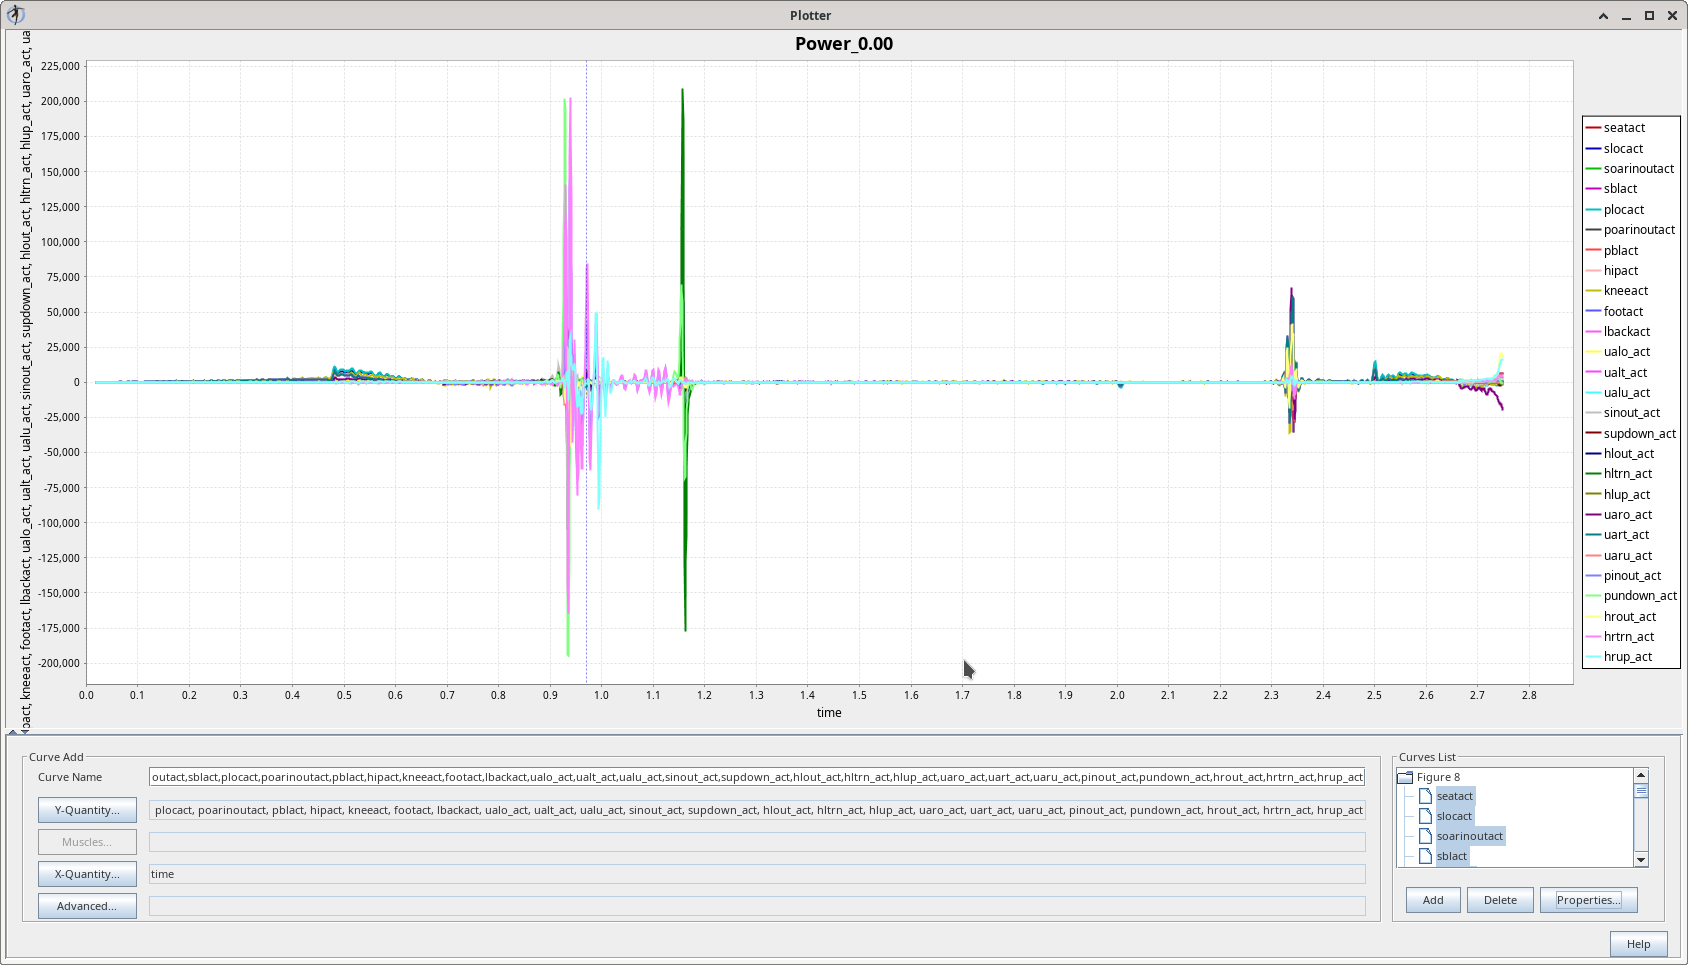 Plotter
Power_0.00
pact, kneeact, footact, lbackact, ualo_act, ualt_act, ualu_act, sinout_act, supdown_act, hlout_act, hltrn_act, hlup_act, uaro_act, ua
225,000
200,000
175,000
150,000
125,000
100,000
75,000
50,000
25,000
0
-25,000
-50,000
-75,000
-100,000
-125,000
-150,000
-175,000
-200,000
0.0 0.1 0.2 0.3 0.4 0.5 0.6 0.7 0.8 0.9 1.0 1.1 1.2 1.3 1.4 1.5 1.6 1.7 1.8 1.9 2.0 2.1 2.2 2.3 2.4 2.5 2.6 2.7 2.8
time
seatact
slocact
soarinoutact
sblact
plocact
poarinoutact
pblact
hipact
kneeact
footact
lbackact
ualo_act
ualt_act
ualu_act
sinout_act
supdown_act
hlout_act
hltrn_act
hlup_act
uaro_act
uart_act
uaru_act
pinout_act
pundown_act
hrout_act
hrtrn_act
hrup_act
Curve Add
Curve Name outact,sblact,plocact,poarinoutact,pblact,hipact,kneeact,footact,lbackact,ualo_act,ualt_act,ualu_act,sinout_act,supdown_act,hlout_act,hltrn_act,hlup_act,uaro_act,uart_act,uaru_act,pinout_act,pundown_act,hrout_act,hrtrn_act,hrup_act
Y-Quantity... plocact, poarinoutact, pblact, hipact, kneeact, footact, lbackact, ualo_act, ualt_act, ualu_act, sinout_act, supdown_act, hlout_act, hltrn_act, hlup_act, uaro_act, uart_act, uaru_act, pinout_act, pundown_act, hrout_act, hrtrn_act, hrup_act
Muscles...
X-Quantity... time
Advanced...
Curves List
Figure 8
seatact
slocact
soarinoutact
sblact
Add Delete Properties...
Help